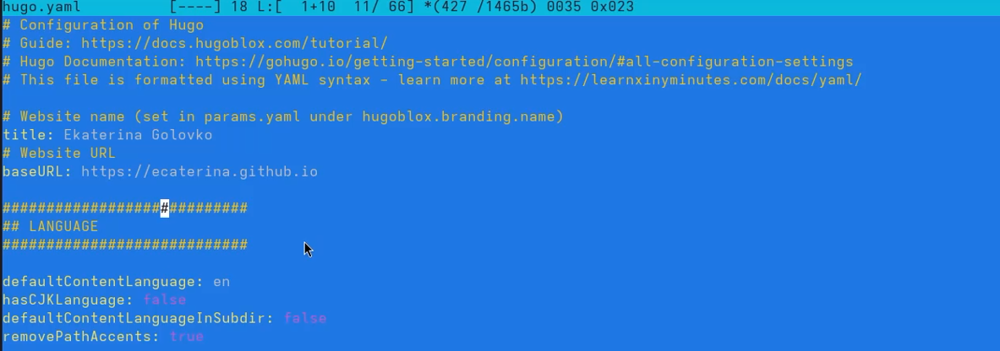 hugo.yaml [----] 18 L:[ 1+10 11/ 66] *(427 /1465b) 0035 0x023
# Configuration of Hugo
# Guide: https://docs.hugoblox.com/tutorial/
# Hugo Documentation: https://gohugo.io/getting-started/configuration/#all-configuration-settings
# This file is formatted using YAML syntax - learn more at https://learnxinyminutes.com/docs/yaml/
# Website name (set in params.yaml under hugoblox.branding.name)
title: Ekaterina Golovko
# Website URL
baseURL: https://ecaterina.github.io
############################
## LANGUAGE
############################
defaultContentLanguage: en
hasCJKLanguage: false
defaultContentLanguageInSubdir: false
removePathAccents: true